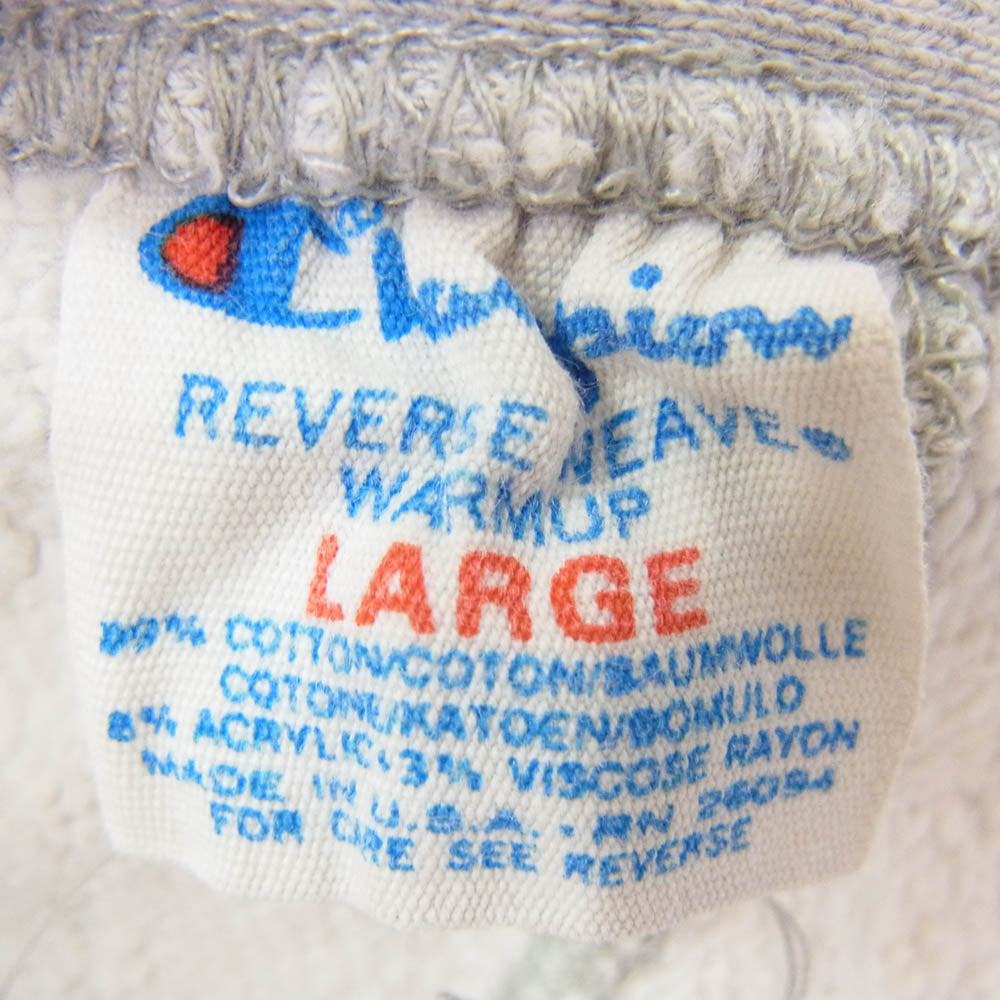 Champion®
REVERSE WEAVE®
WARMUP
LARGE
% COTTON/COTON/BAUMWOLLE
COTONE/KATOEN/BOMULD
8% ACRYLIC • 3% VISCOSE RAYON
MADE IN U.S.A. • RN 26094
FOR CARE SEE REVERSE